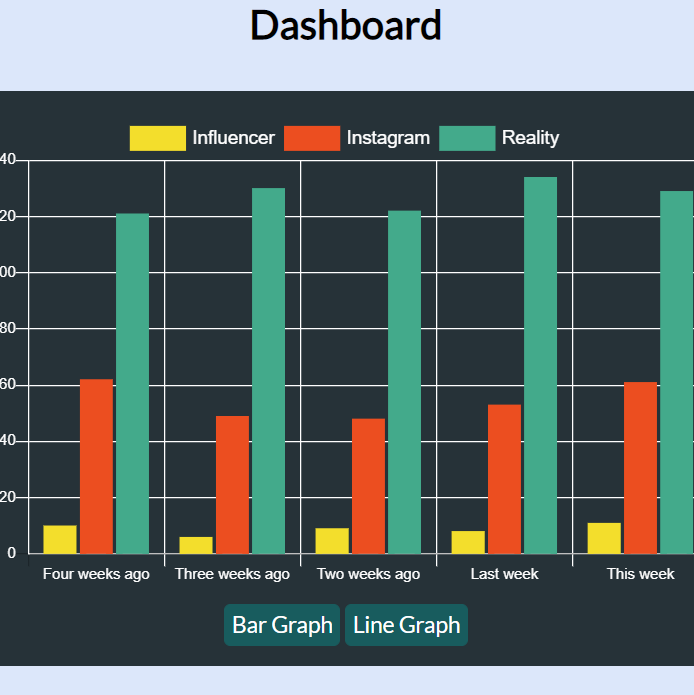 Dashboard
Influencer Instagram Reality
40
20
00
80
60
40
20
0
Four weeks ago Three weeks ago Two weeks ago Last week This week
Bar Graph Line Graph